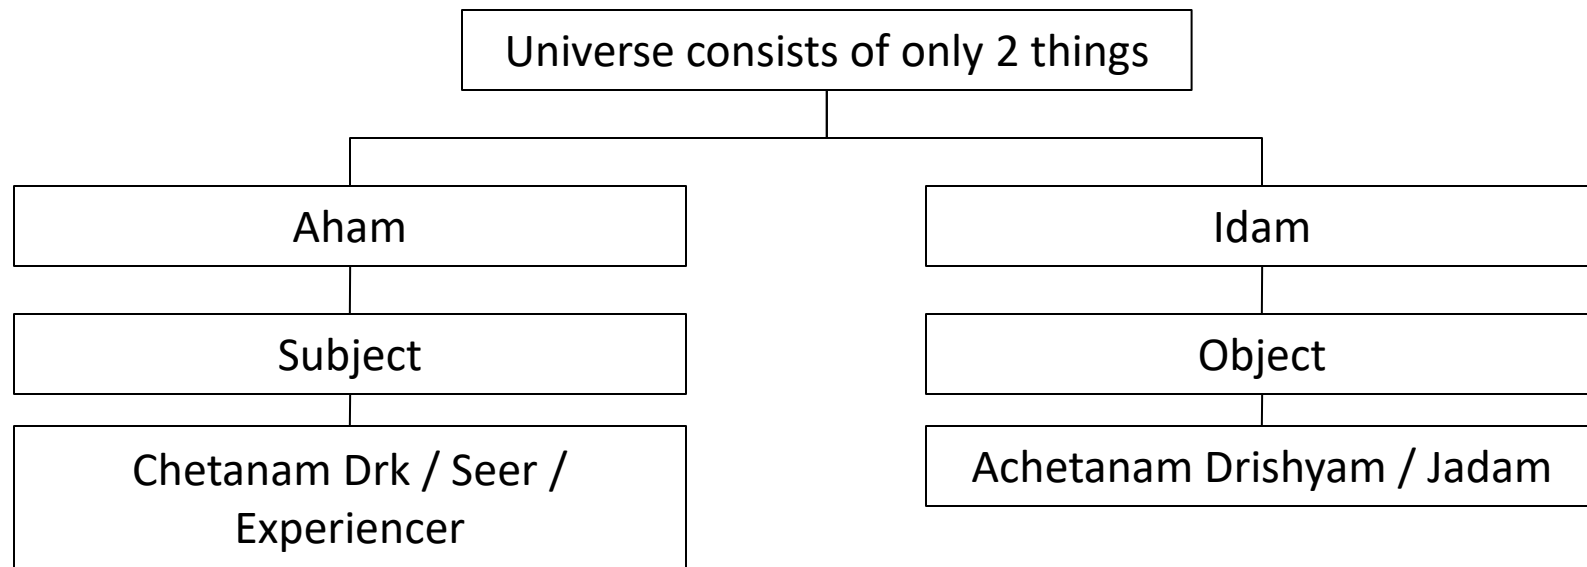 Universe consists of only 2 things
Aham
Idam
Subject
Object
Chetanam Drk / Seer /
Experiencer
Achetanam Drishyam / Jadam